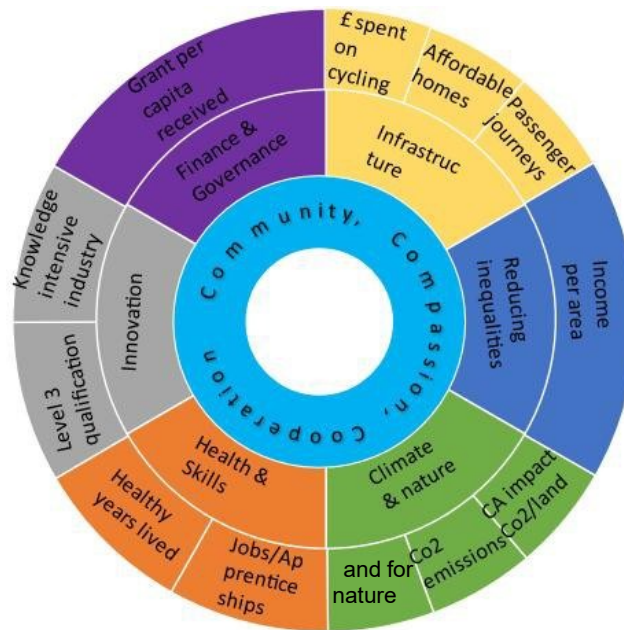 £ spent
on
cycling
Affordable
homes
Passenger
journeys
Infrastruc
ture
Income
per area
Reducing
inequalities
CA impact
Co2/land
Co2
emissions
and for
nature
Climate
& nature
Jobs/Ap
prentice
ships
Healthy
years lived
Health &
Skills
Level 3
qualification
Knowledge
intensive
industry
Innovation
Grant per
capita
received
Finance &
Governance
Community, Compassion, Cooperation